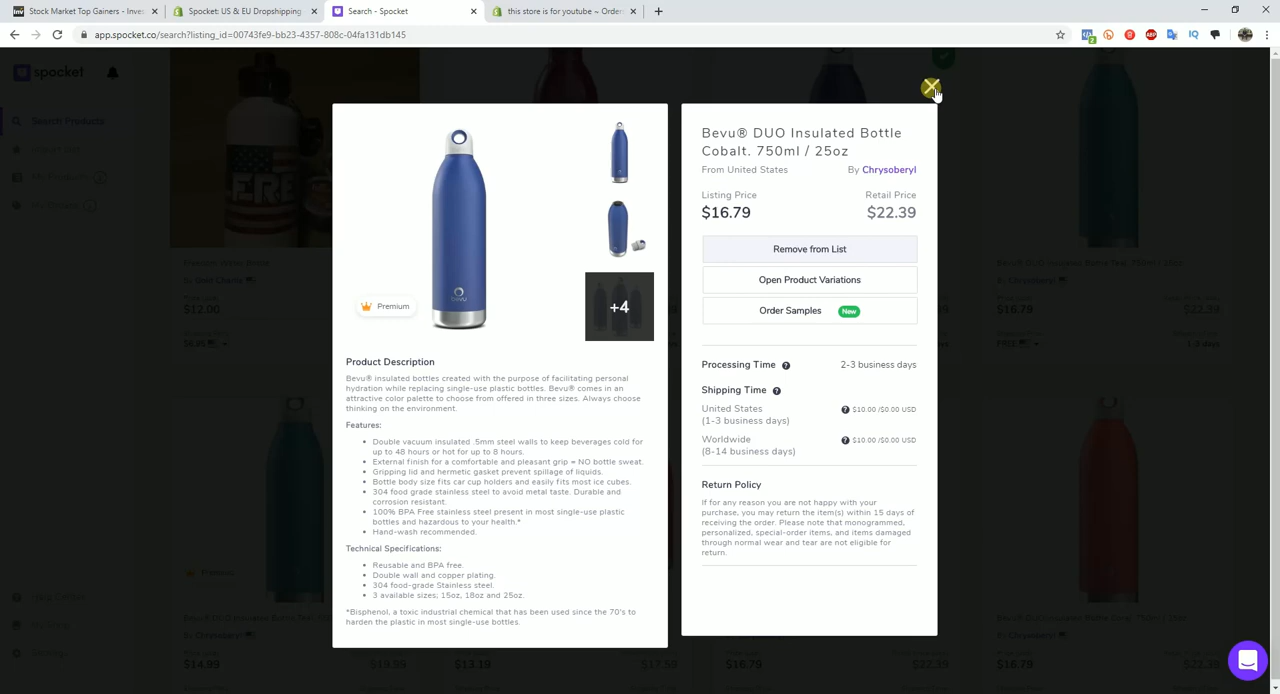 Stock Market Top Gainers - Inves
Spocket: US & EU Dropshipping
Search - Spocket
this store is for youtube ~ Order
app.spocket.co/search?listing_id=00743fe9-bb23-4357-808c-04fa131db145
spocket
Search Products
Import List
My Products
My Orders
FREE
bevu
Premium
+4
Product Description
Bevu® insulated bottles created with the purpose of facilitating personal
hydration while replacing single-use plastic bottles. Bevu® comes in an
attractive color palette to choose from offered in three sizes. Always choose
thinking on the environment.
Features:
Double vacuum insulated .5mm steel walls to keep beverages cold for
up to 48 hours or hot for up to 8 hours.
External finish for a comfortable and pleasant grip = NO bottle sweat.
Gripping lid and hermetic gasket prevent spillage of liquids.
Bottle body size fits car cup holders and easily fits most ice cubes.
304 food grade stainless steel to avoid metal taste. Durable and
corrosion resistant.
100% BPA Free stainless steel present in most single-use plastic
bottles and hazardous to your health.*
Hand-wash recommended.
Technical Specifications:
Reusable and BPA free.
Double wall and copper plating.
304 food-grade Stainless steel.
3 available sizes; 15oz, 18oz and 25oz.
*Bisphenol, a toxic industrial chemical that has been used since the 70's to
harden the plastic in most single-use bottles.
Bevu® DUO Insulated Bottle
Cobalt. 750ml / 25oz
From United States By Chrysoberyl
Listing Price Retail Price
$16.79 $22.39
Remove from List
Open Product Variations
Order Samples New
Processing Time 2-3 business days
Shipping Time
United States $10.00 /$0.00 USD
(1-3 business days)
Worldwide $10.00 /$0.00 USD
(8-14 business days)
Return Policy
If for any reason you are not happy with your
purchase, you may return the item(s) within 15 days of
receiving the order. Please note that monogrammed,
personalized, special-order items, and items damaged
through normal wear and tear are not eligible for
return.
$12.00
$16.79 $22.39
$14.99 $19.99 $13.19 $17.59 $16.79 $22.39 $16.79